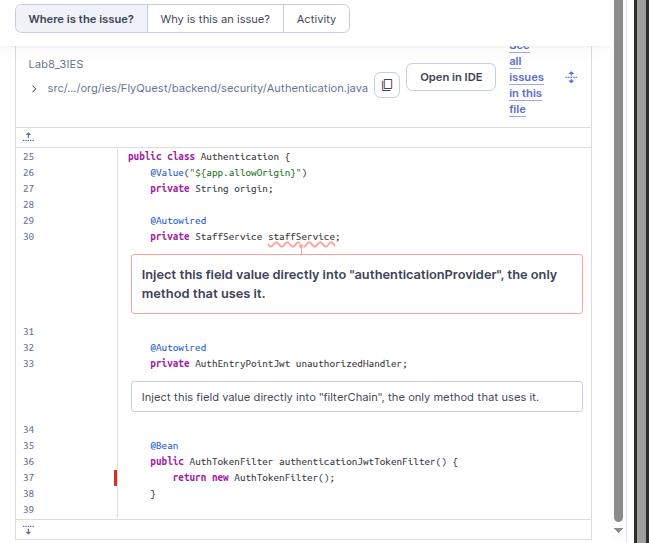 Where is the issue?
Why is this an issue?
Activity
Lab8_3IES
src/.../org/ies/FlyQuest/backend/security/Authentication.java
Open in IDE
See
all
issues
in this
file
25 public class Authentication {
26 @Value("${app.allowOrigin}")
27 private String origin;
28
29 @Autowired
30 private StaffService staffService;
Inject this field value directly into "authenticationProvider", the only
method that uses it.
31
32 @Autowired
33 private AuthEntryPointJwt unauthorizedHandler;
Inject this field value directly into "filterChain", the only method that uses it.
34
35 @Bean
36 public AuthTokenFilter authenticationJwtTokenFilter() {
37 return new AuthTokenFilter();
38 }
39